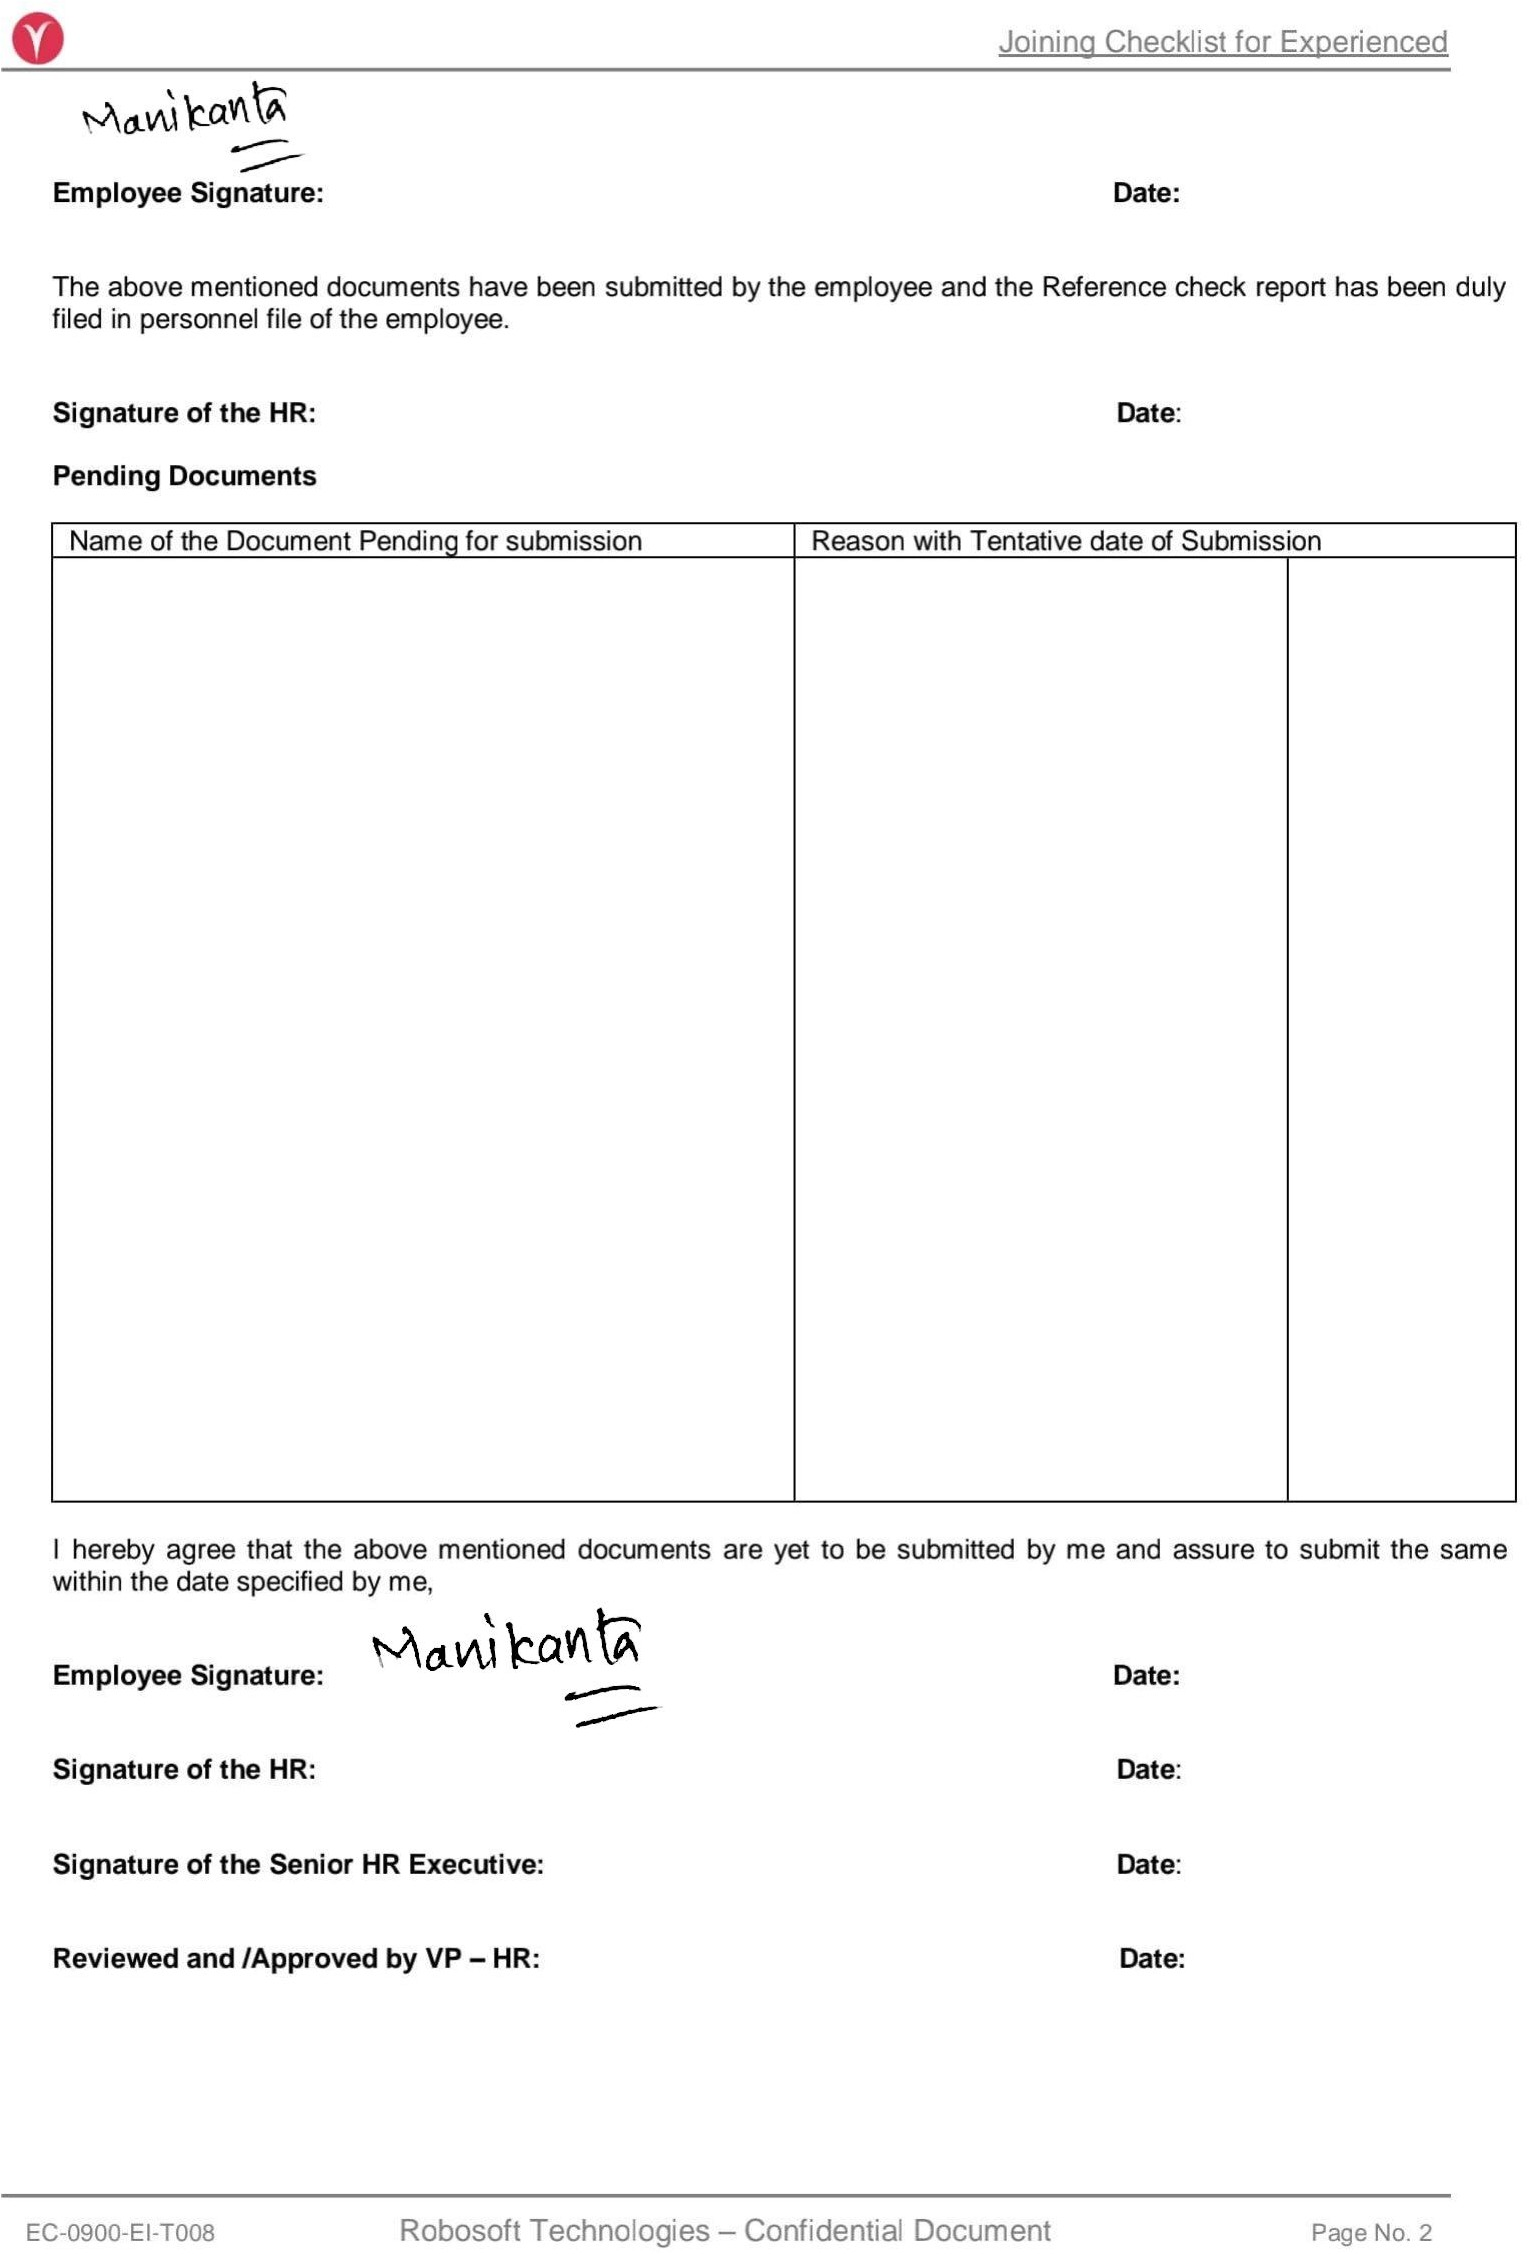 Joining Checklist for Experienced
Manikanta
Employee Signature: Date:
The above mentioned documents have been submitted by the employee and the Reference check report has been duly
filed in personnel file of the employee.
Signature of the HR: Date:
Pending Documents
Name of the Document Pending for submission Reason with Tentative date of Submission
I hereby agree that the above mentioned documents are yet to be submitted by me and assure to submit the same
within the date specified by me,
Employee Signature: Manikanta Date:
Signature of the HR: Date:
Signature of the Senior HR Executive: Date:
Reviewed and /Approved by VP – HR: Date:
EC-0900-EI-T008 Robosoft Technologies – Confidential Document Page No. 2